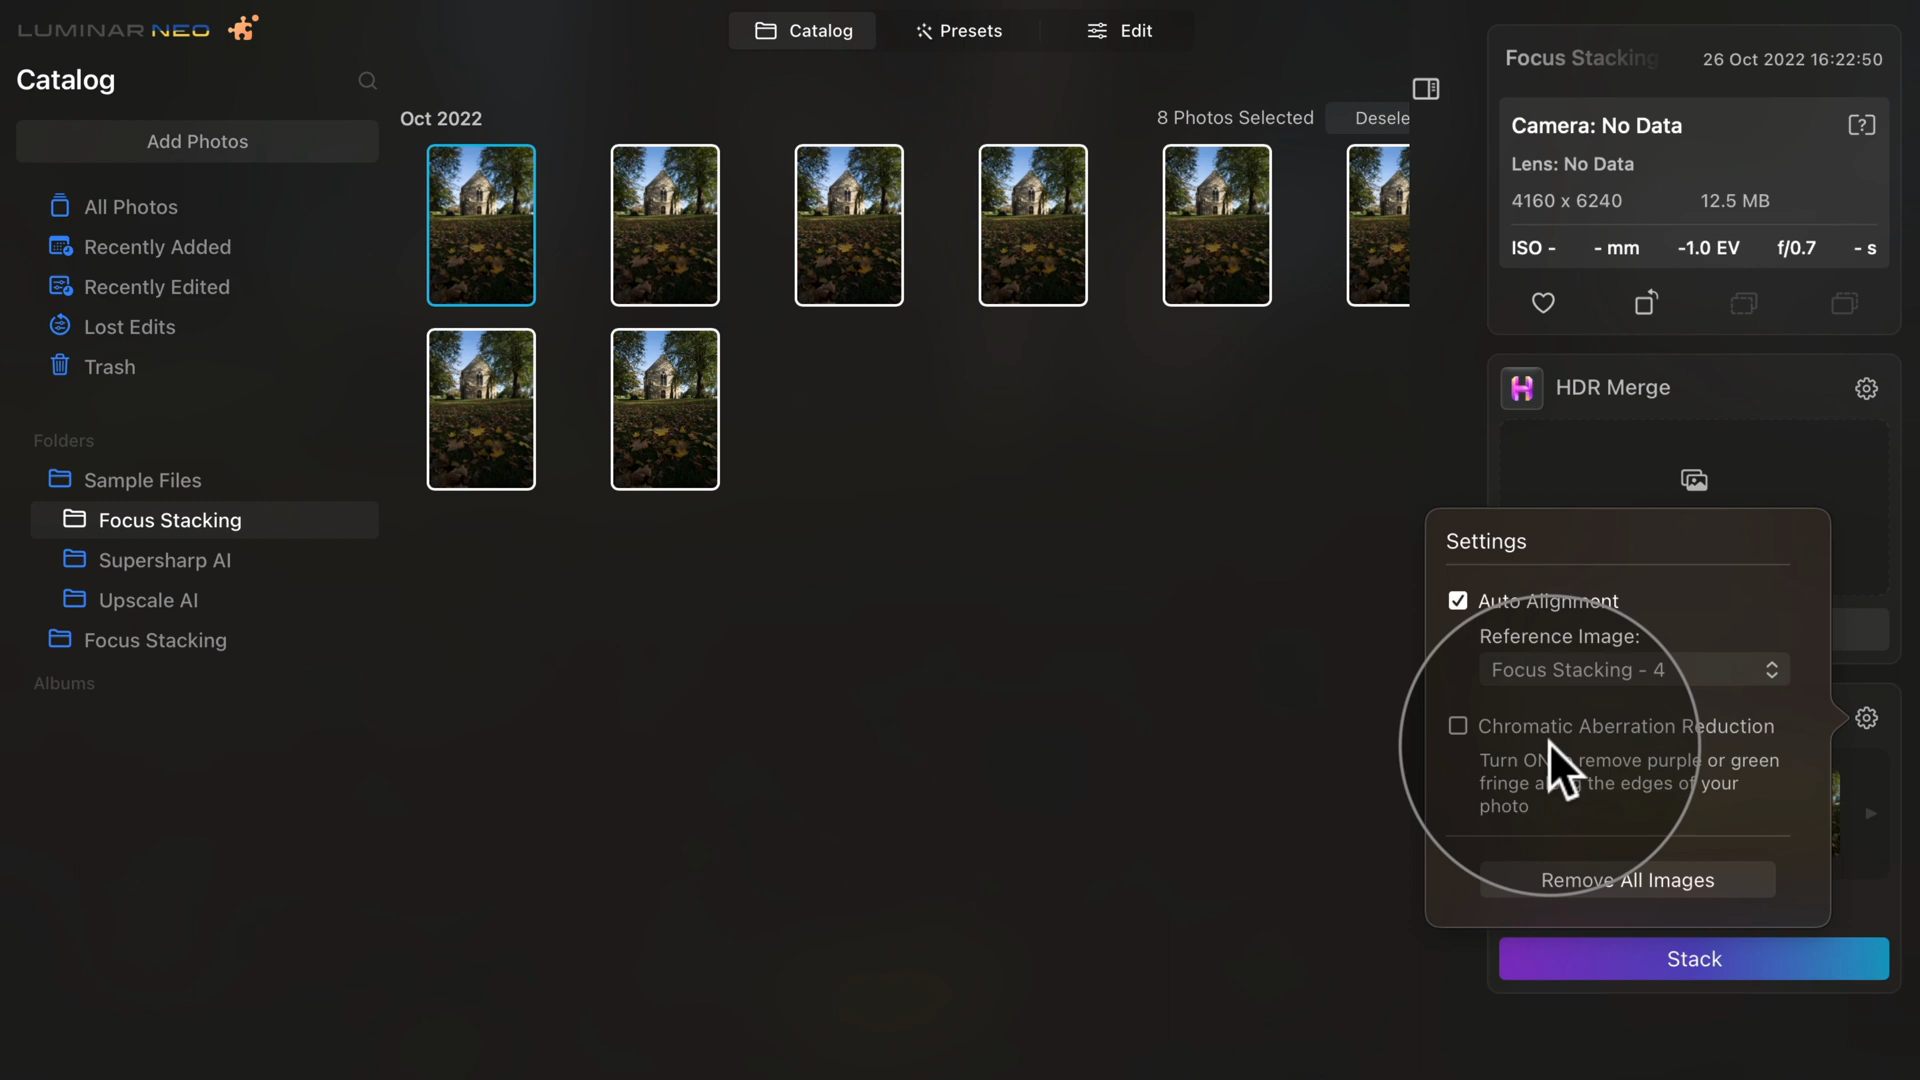 LUMINAR NEO
Catalog
Presets
Edit
Catalog
Add Photos
All Photos
Recently Added
Recently Edited
Lost Edits
Trash
Folders
Sample Files
Focus Stacking
Supersharp AI
Upscale AI
Focus Stacking
Albums
Oct 2022
8 Photos Selected
Desele
Focus Stacking
26 Oct 2022 16:22:50
Camera: No Data
[?]
Lens: No Data
4160 x 6240
12.5 MB
ISO -
- mm
-1.0 EV
f/0.7
- s
HDR Merge
Settings
Auto Alignment
Reference Image:
Focus Stacking - 4
Chromatic Aberration Reduction
Turn ON remove purple or green
fringe the edges of your
photo
Remove All Images
Stack